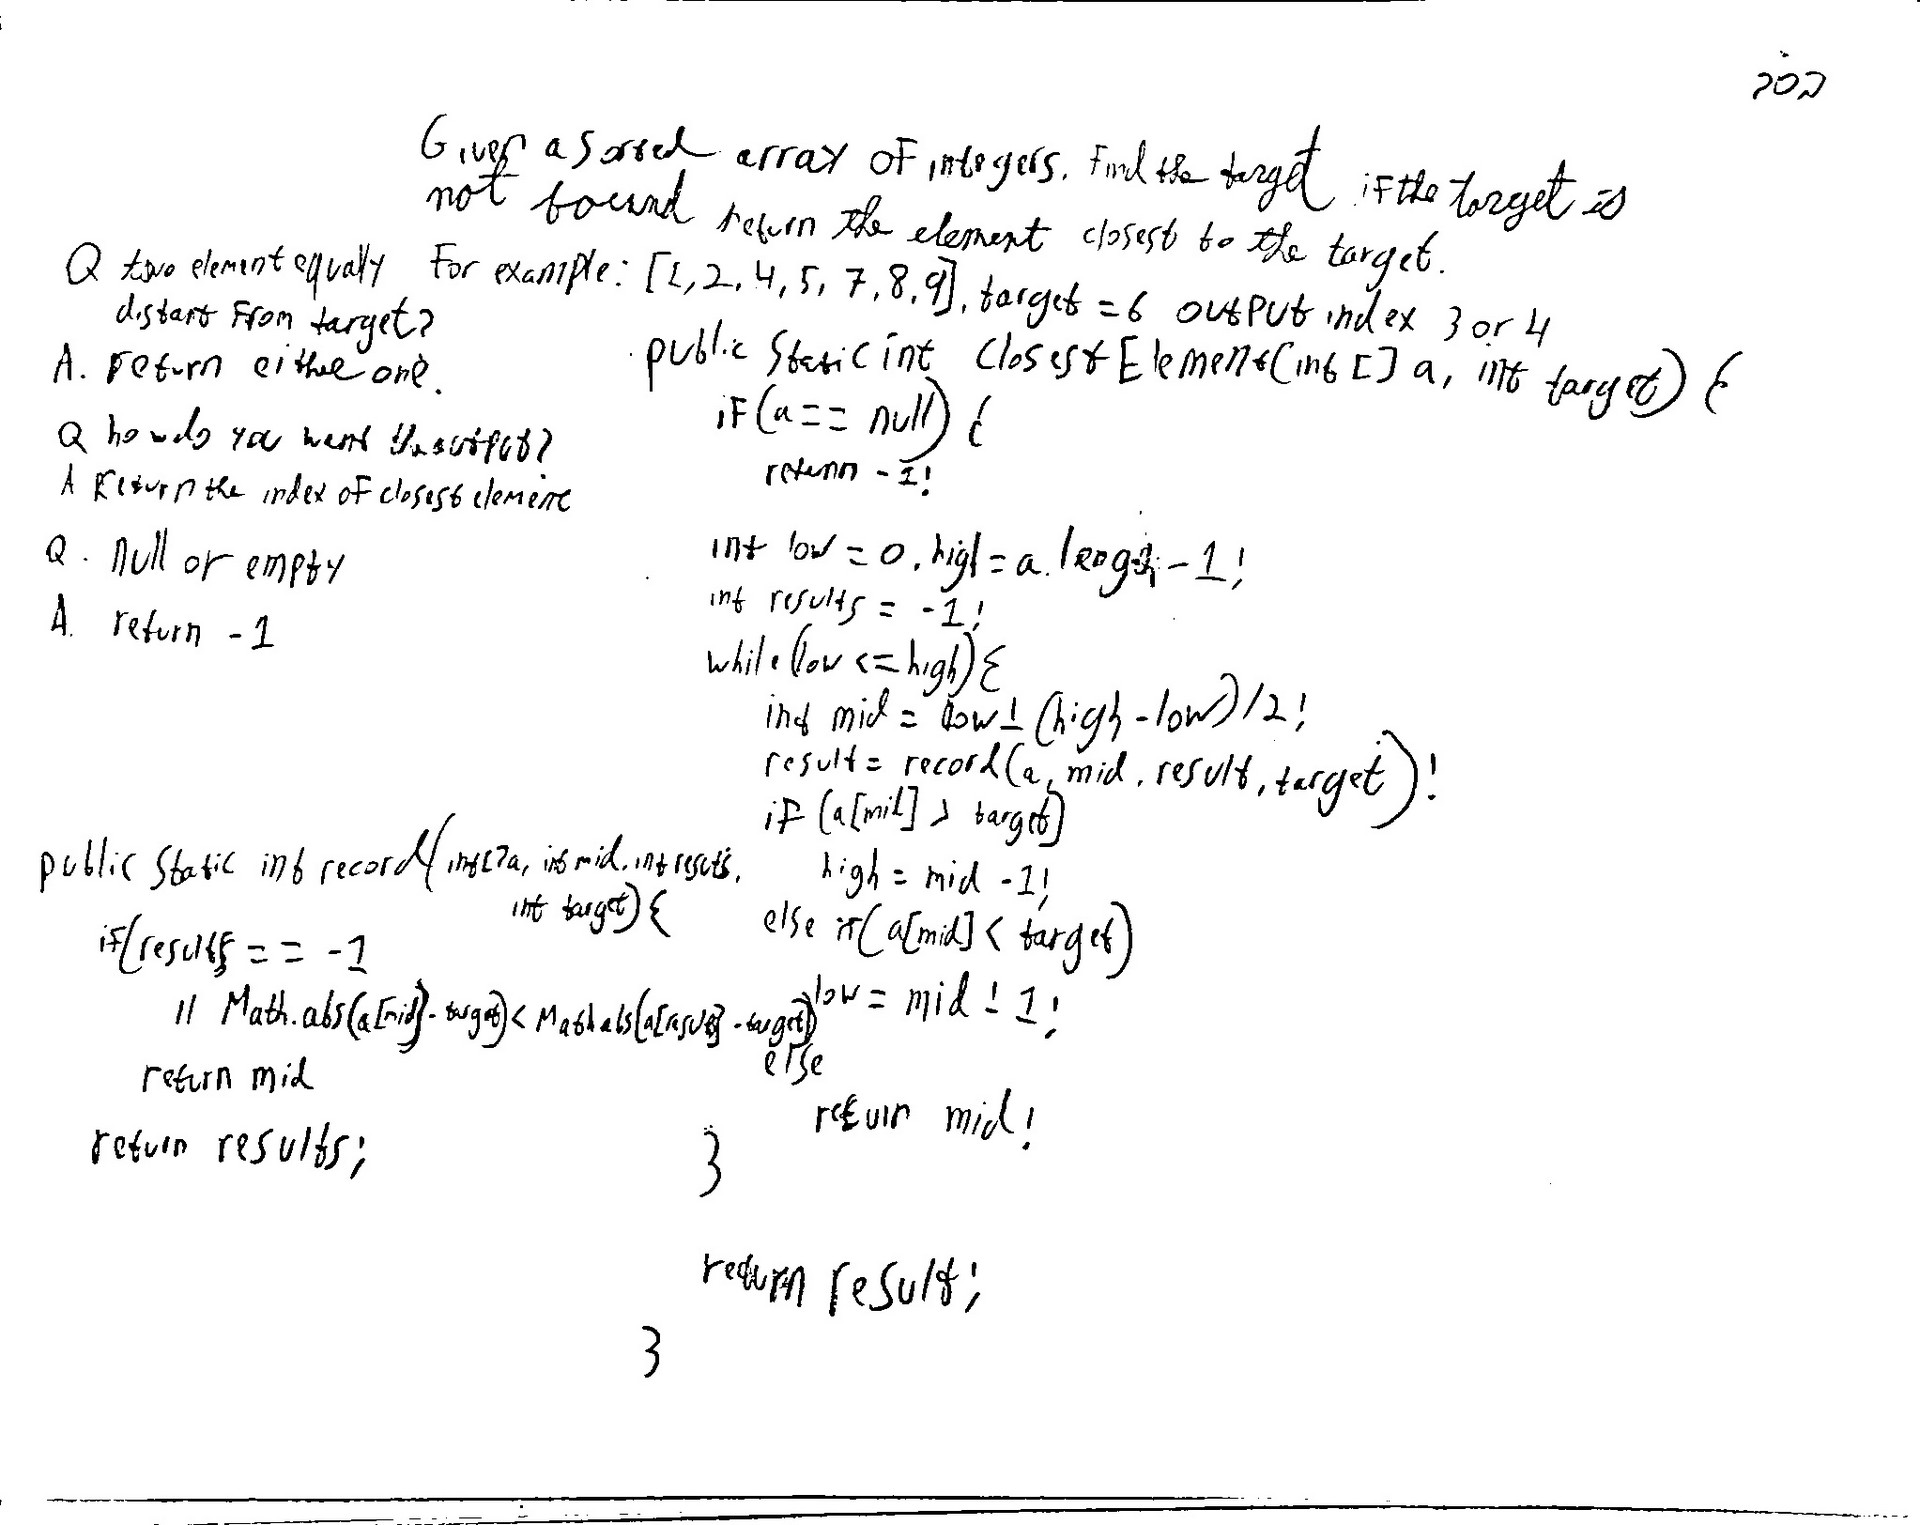 202
Given a sorted array of integers. Find the target if the target is
not found return the element closest to the target.
For example: [1, 2, 4, 5, 7, 8, 9], target = 6 output index 3 or 4
Q two element equally
distant from target?
A. return either one.
Q how do you want the output?
A Return the index of closest element
Q. Null or empty
A. return -1
public static int closestElement(int [] a, int target) {
if (a == null) {
return -1;
int low = 0, high = a.length - 1;
int results = -1;
while (low <= high) {
int mid = low + (high - low) / 2;
result = record(a, mid, result, target);
if (a[mid] > target)
high = mid - 1;
else if (a[mid] < target)
low = mid + 1;
else
return mid;
}
return result;
}
public static int record(int[] a, int mid, int results,
int target) {
if (results == -1
|| Math.abs(a[mid] - target) < Math.abs(a[results] - target)
return mid
return results;